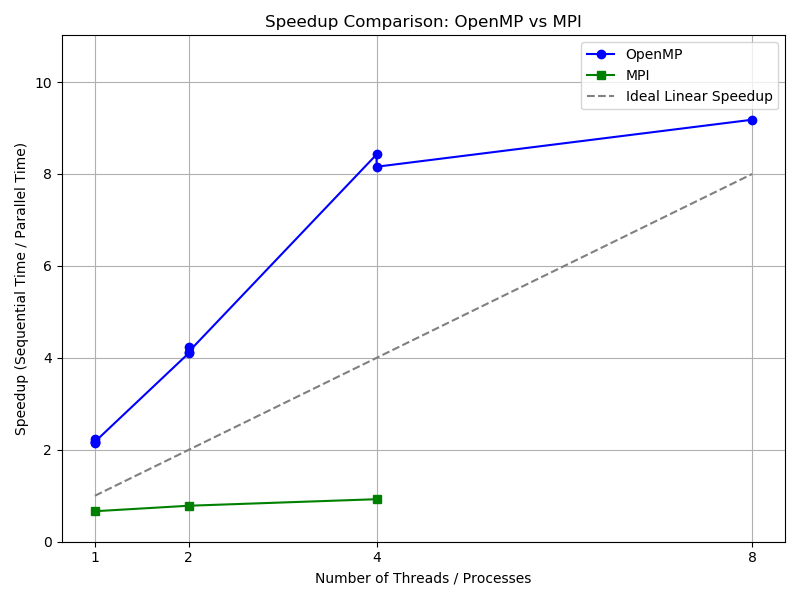 Speedup Comparison: OpenMP vs MPI
OpenMP
MPI
Ideal Linear Speedup
Speedup (Sequential Time / Parallel Time)
10
8
6
4
2
0
1 2 4 8
Number of Threads / Processes